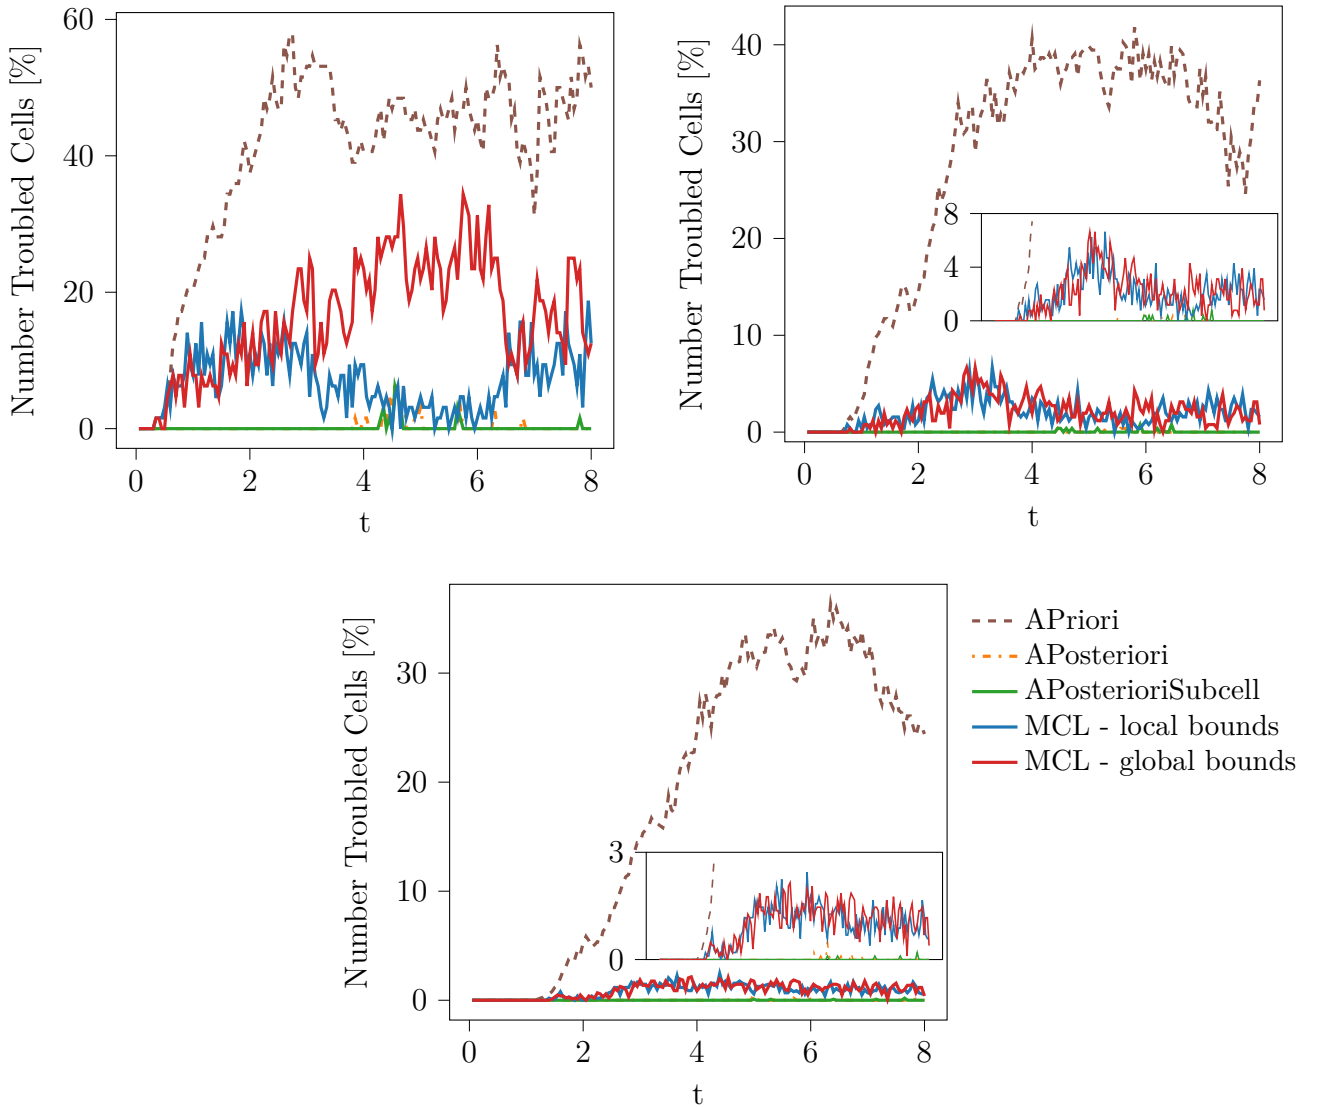 Number Troubled Cells [%]
60
40
20
0
0 2 4 6 8
t
Number Troubled Cells [%]
40
30
20
10
0
8
4
0
0 2 4 6 8
t
Number Troubled Cells [%]
30
20
10
0
3
0
0 2 4 6 8
t
APriori
APosteriori
APosterioriSubcell
MCL - local bounds
MCL - global bounds